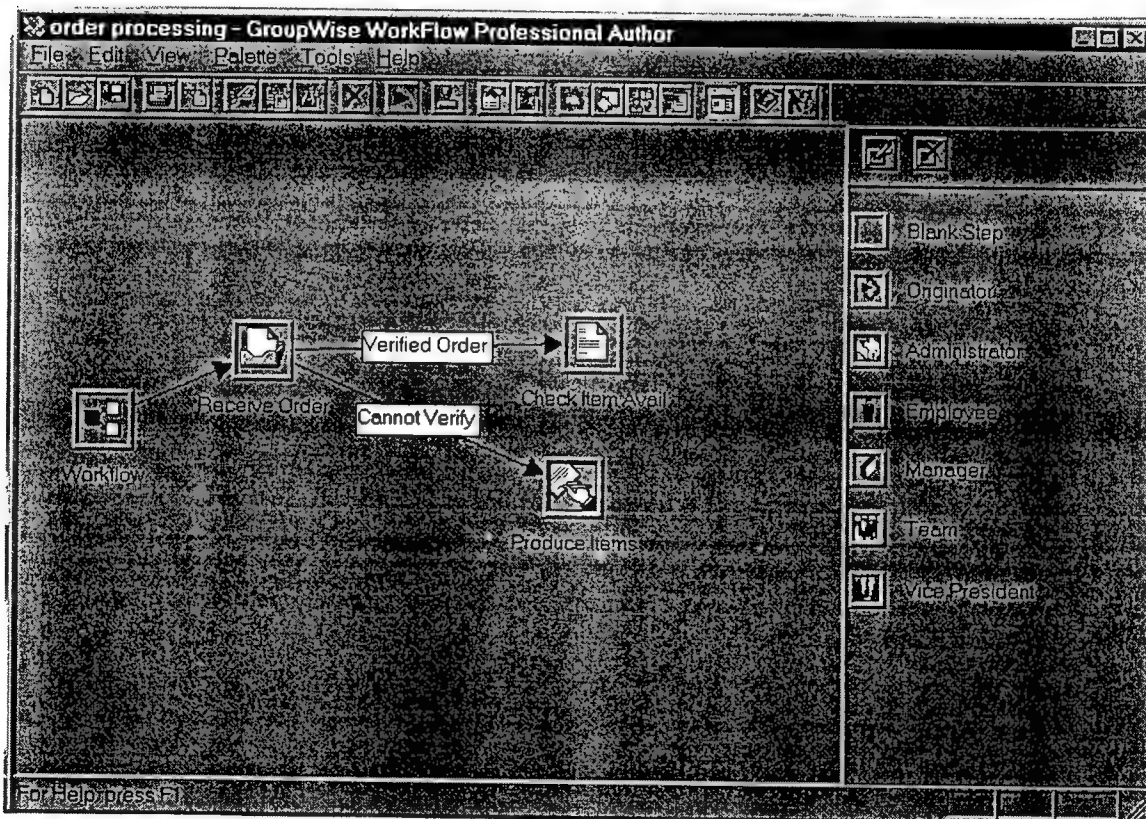 order processing - GroupWise WorkFlow Professional Author
File Edit View Palette Tools Help
Blank Step
Originator
Verified Order
Administrator
Receive Order
Check Item Avail
Cannot Verify
Employee
Workflow
Manager
Produce Items
Team
Vice President
For Help, press F1